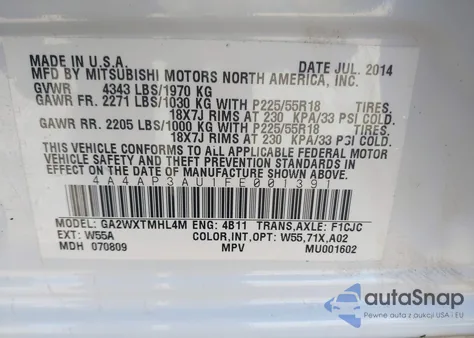 MADE IN U.S.A. DATE JUL. 2014
MFD BY MITSUBISHI MOTORS NORTH AMERICA, INC.
GVWR 4343 LBS/1970 KG
GAWR FR. 2271 LBS/1030 KG WITH P225/55R18 TIRES,
18X7J RIMS AT 230 KPA/33 PSI COLD.
GAWR RR. 2205 LBS/1000 KG WITH P225/55R18 TIRES,
18X7J RIMS AT 230 KPA/33 PSI COLD.
THIS VEHICLE CONFORMS TO ALL APPLICABLE FEDERAL MOTOR
VEHICLE SAFETY AND THEFT PREVENTION STANDARDS IN
EFFECT ON THE DATE OF MANUFACTURE SHOWN ABOVE.
4A4AP3AU1FE001391
MODEL: GA2WXTMHL4M ENG: 4B11 TRANS,AXLE: F1CJC
EXT: W55A COLOR,INT,OPT: W55,71X,A02
MDH 070809 MPV MU001602
autoSnap
Pewne auta z USA i EU